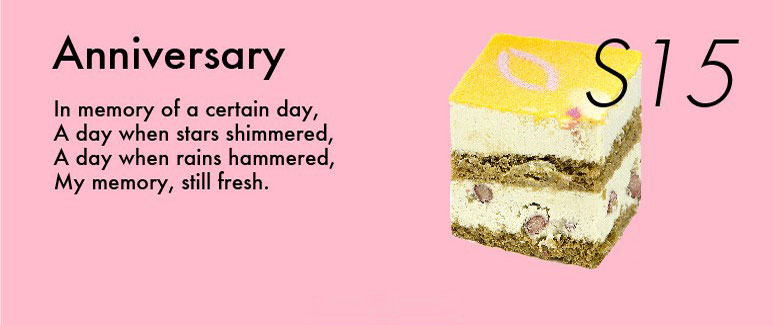 Anniversary
S15
In memory of a certain day,
A day when stars shimmered,
A day when rains hammered,
My memory, still fresh.